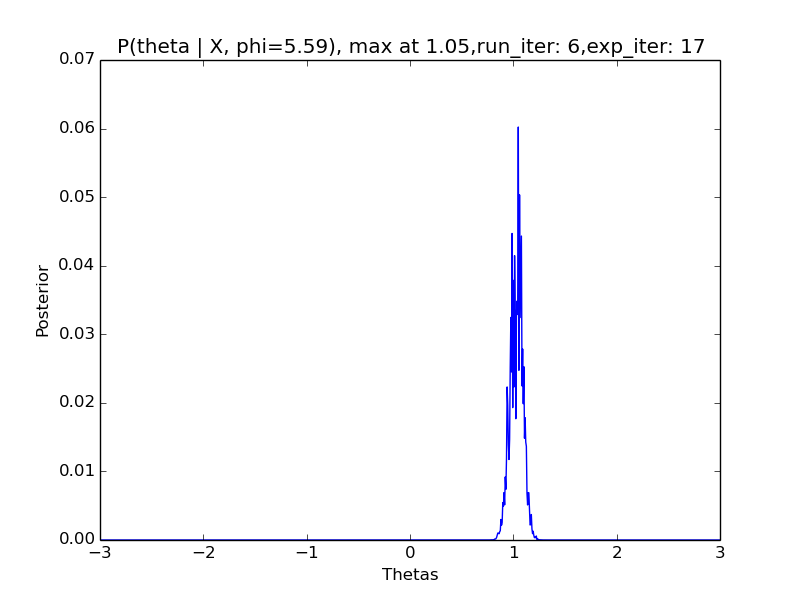 P(theta | X, phi=5.59), max at 1.05,run_iter: 6,exp_iter: 17
0.07
0.06
0.05
0.04
0.03
0.02
0.01
0.00
Posterior
−3 −2 −1 0 1 2 3
Thetas